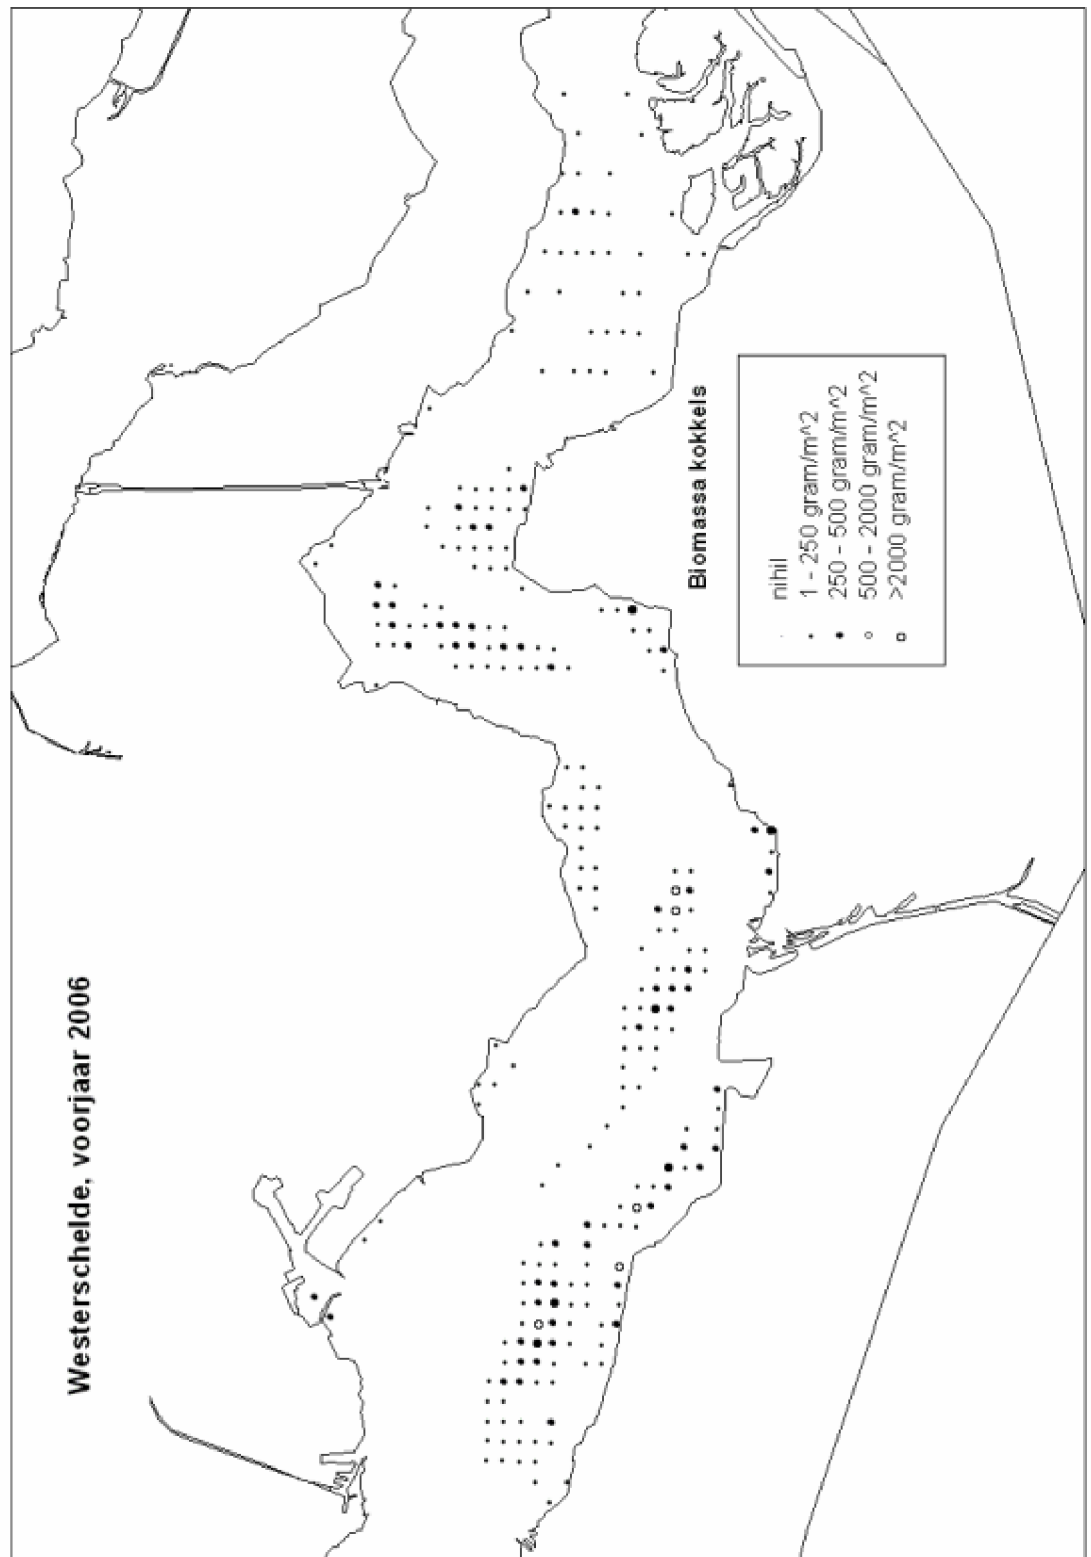 Westerschelde, voorjaar 2006
Biomassa kokkels
nihil
1 - 250 gram/m^2
250 - 500 gram/m^2
500 - 2000 gram/m^2
>2000 gram/m^2